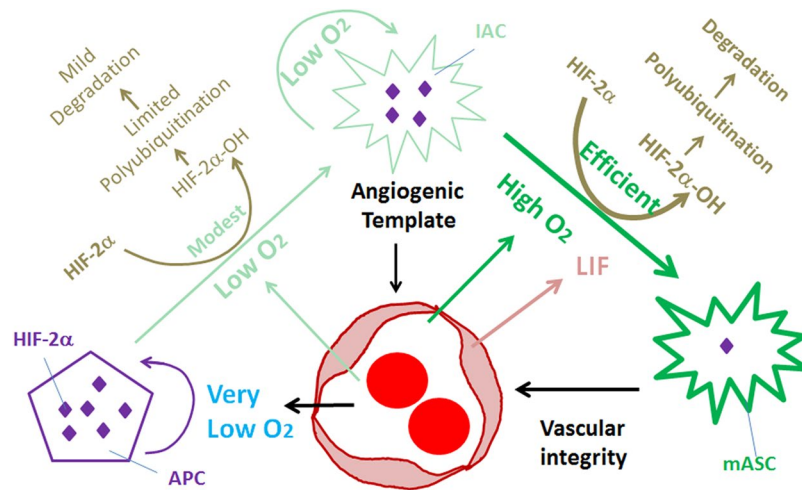 Mild
Degradation
Limited
Polyubiquitination
HIF-2α-OH
HIF-2α
Modest
Low O2
Low O2
IAC
Angiogenic
Template
HIF-2α
Efficient
HIF-2α-OH
Polyubiquitination
Degradation
High O2
LIF
HIF-2α
APC
Very
Low O2
Vascular
integrity
mASC